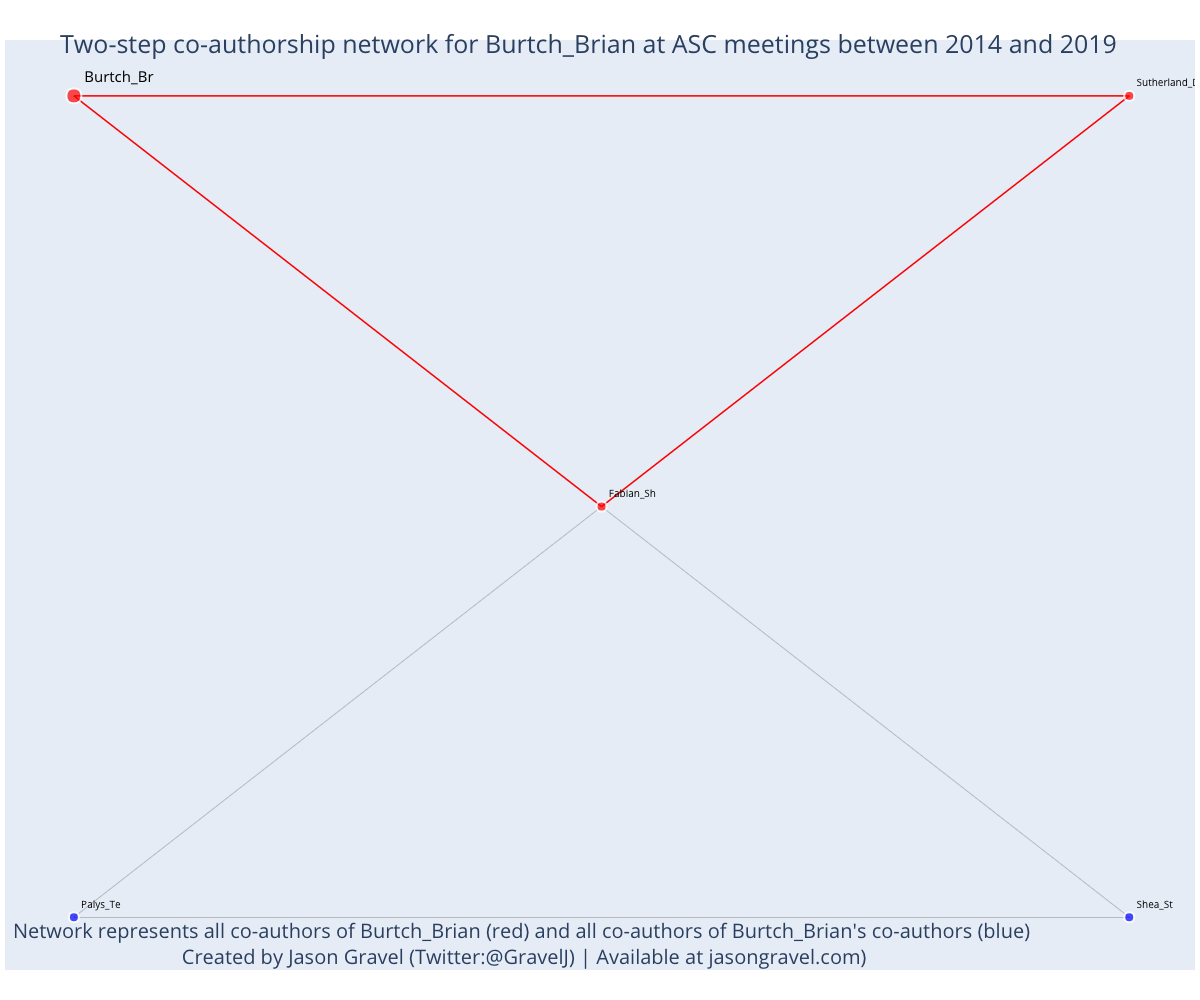 Two-step co-authorship network for Burtch_Brian at ASC meetings between 2014 and 2019
Burtch_Br
Sutherland_D
Fabian_Sh
Palys_Te
Shea_St
Network represents all co-authors of Burtch_Brian (red) and all co-authors of Burtch_Brian's co-authors (blue)
Created by Jason Gravel (Twitter:@GravelJ) | Available at jasongravel.com)